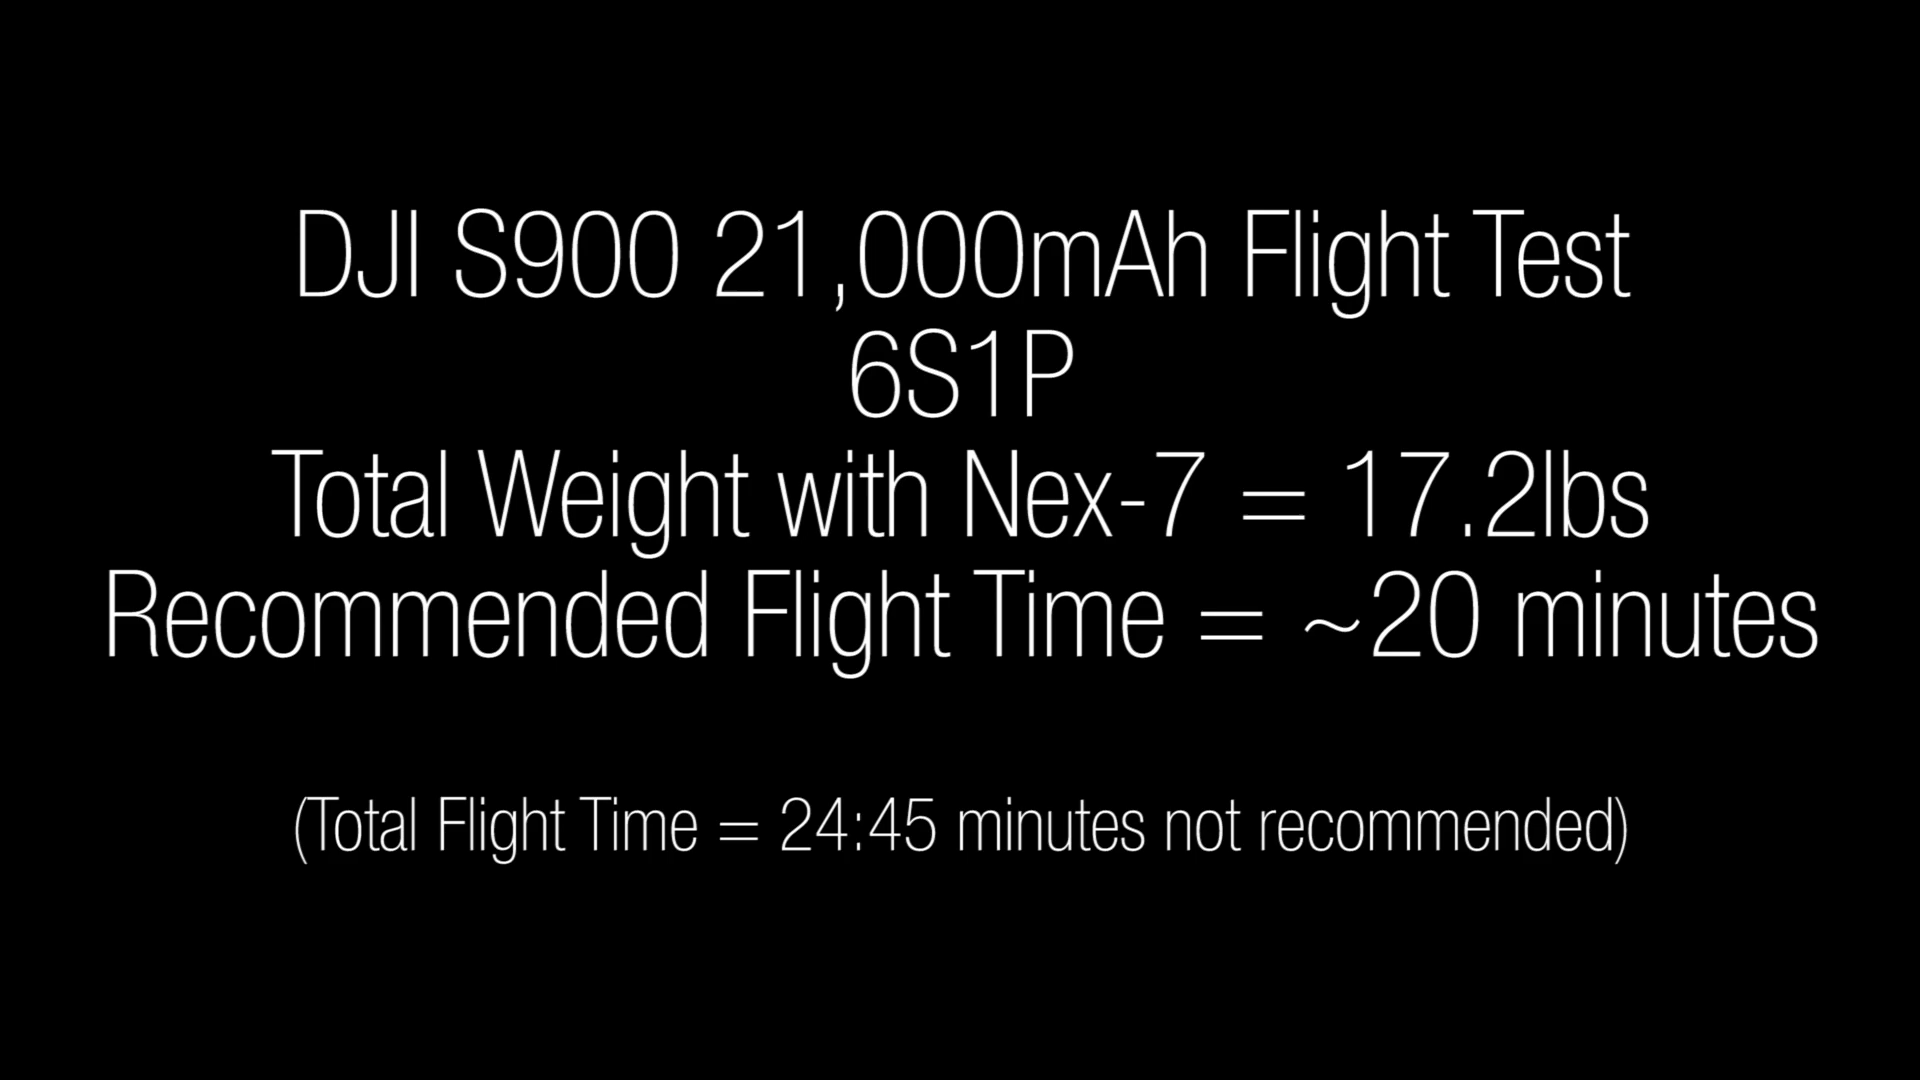 DJI S900 21,000mAh Flight Test
6S1P
Total Weight with Nex-7 = 17.2lbs
Recommended Flight Time = ~20 minutes
(Total Flight Time = 24:45 minutes not recommended)